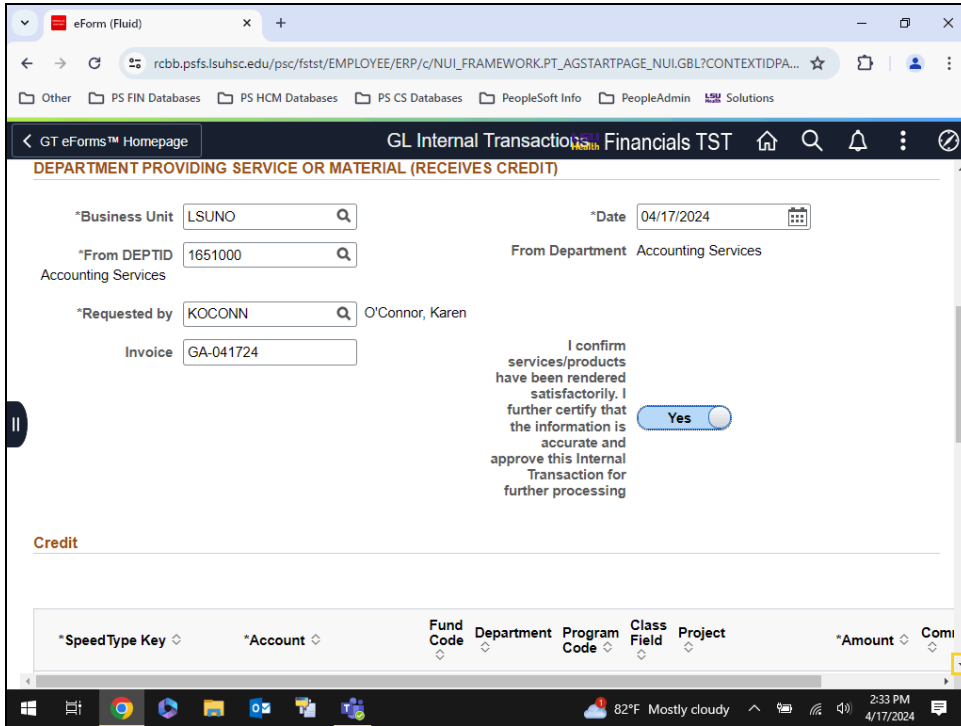 eForm (Fluid)
rcbb.psfs.lsuhsc.edu/psc/fstst/EMPLOYEE/ERP/c/NUI_FRAMEWORK.PT_AGSTARTPAGE_NUI.GBL?CONTEXTIDPA...
Other PS FIN Databases PS HCM Databases PS CS Databases PeopleSoft Info PeopleAdmin LSU Health Solutions
GT eForms™ Homepage GL Internal Transactions LSU Health Financials TST
DEPARTMENT PROVIDING SERVICE OR MATERIAL (RECEIVES CREDIT)
*Business Unit LSUNO *Date 04/17/2024
*From DEPTID 1651000 From Department Accounting Services
Accounting Services
*Requested by KOCONN O'Connor, Karen
Invoice GA-041724
I confirm
services/products
have been rendered
satisfactorily. I
further certify that
the information is
accurate and
approve this Internal
Transaction for
further processing
Yes
Credit
*SpeedType Key *Account Fund Code Department Program Code Class Field Project *Amount Com
82°F Mostly cloudy 2:33 PM
4/17/2024